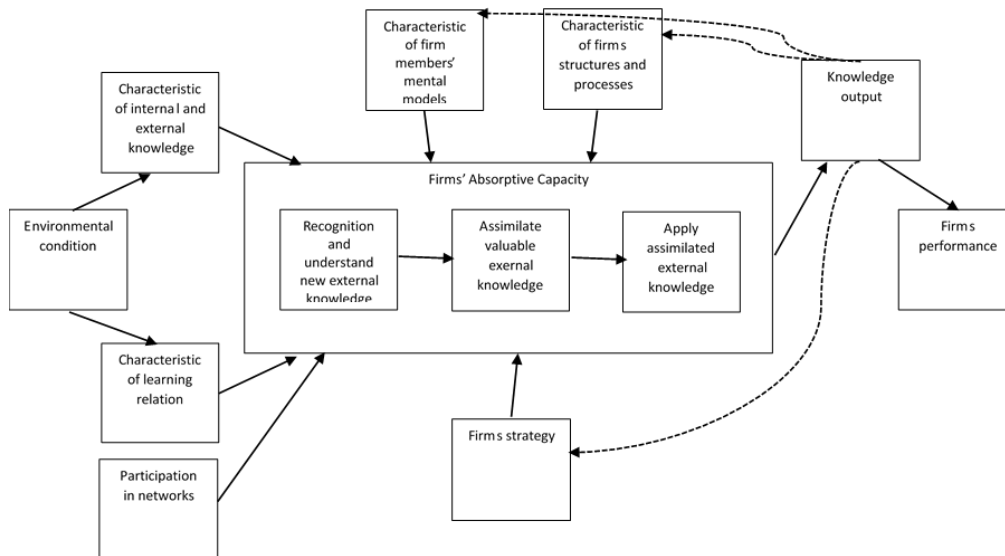 Characteristic
of firm
members'
mental
models
Characteristic
of firms
structures and
processes
Knowledge
output
Characteristic
of internal and
external
knowledge
Firms' Absorptive Capacity
Environmental
condition
Recognition
and
understand
new external
knowledge
Assimilate
valuable
exernal
knowledge
Apply
assimilated
external
knowledge
Firms
performance
Characteristic
of learning
relation
Firms strategy
Participation
in networks